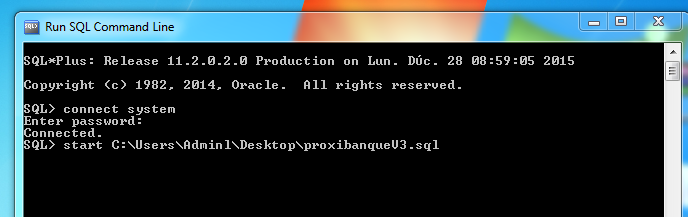 Run SQL Command Line
SQL*Plus: Release 11.2.0.2.0 Production on Lun. Dúc. 28 08:59:05 2015
Copyright (c) 1982, 2014, Oracle.  All rights reserved.
SQL> connect system
Enter password:
Connected.
SQL> start C:\Users\Admin1\Desktop\proxibanqueV3.sql